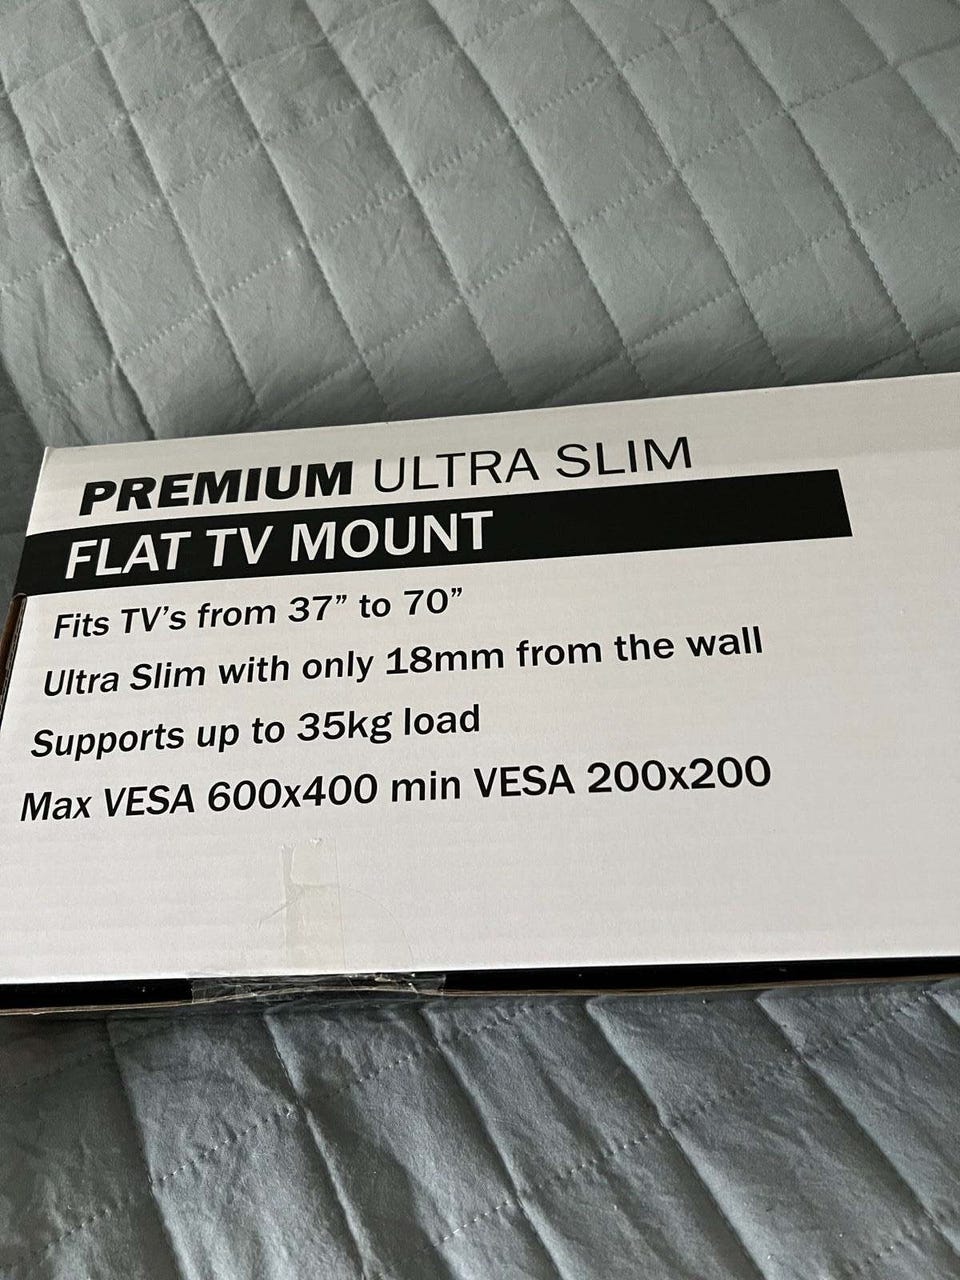 PREMIUM ULTRA SLIM
FLAT TV MOUNT
Fits TV’s from 37” to 70”
Ultra Slim with only 18mm from the wall
Supports up to 35kg load
Max VESA 600x400 min VESA 200x200